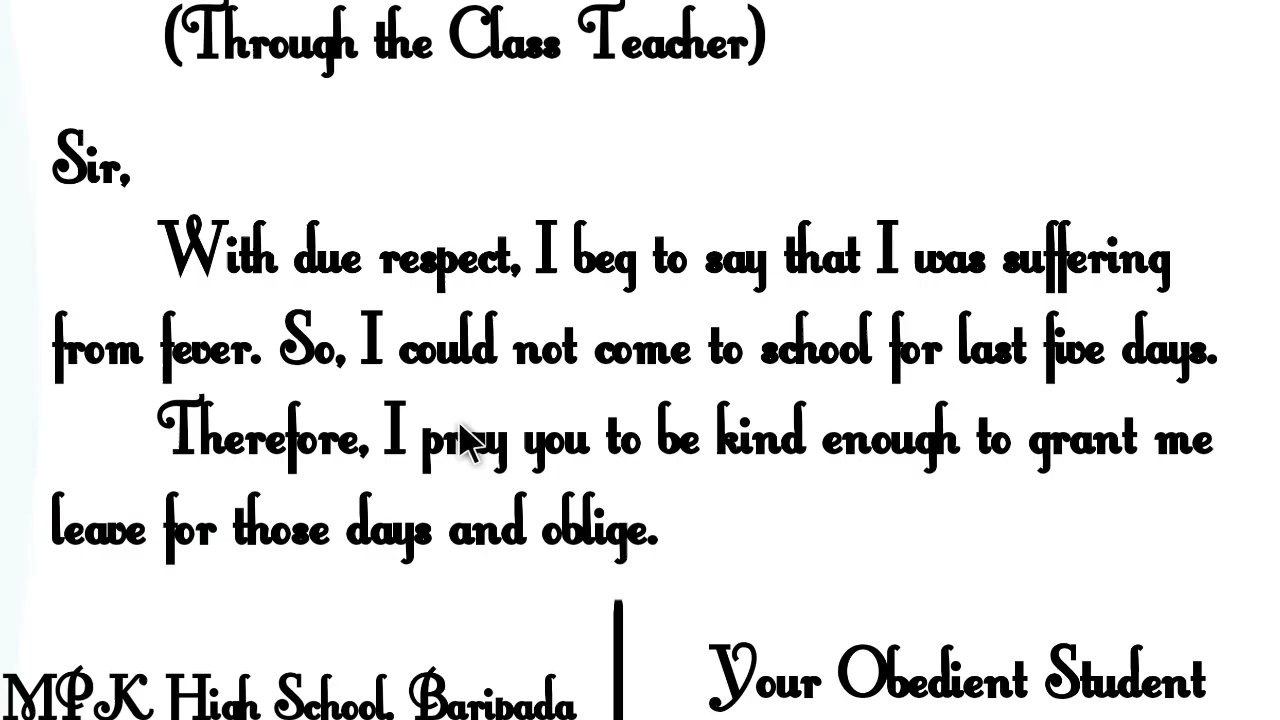 (Through the Class Teacher)
Sir,
With due respect, I beg to say that I was suffering
from fever. So, I could not come to school for last five days.
Therefore, I pray you to be kind enough to grant me
leave for those days and oblige.
MPK High School, Baripada
Your Obedient Student